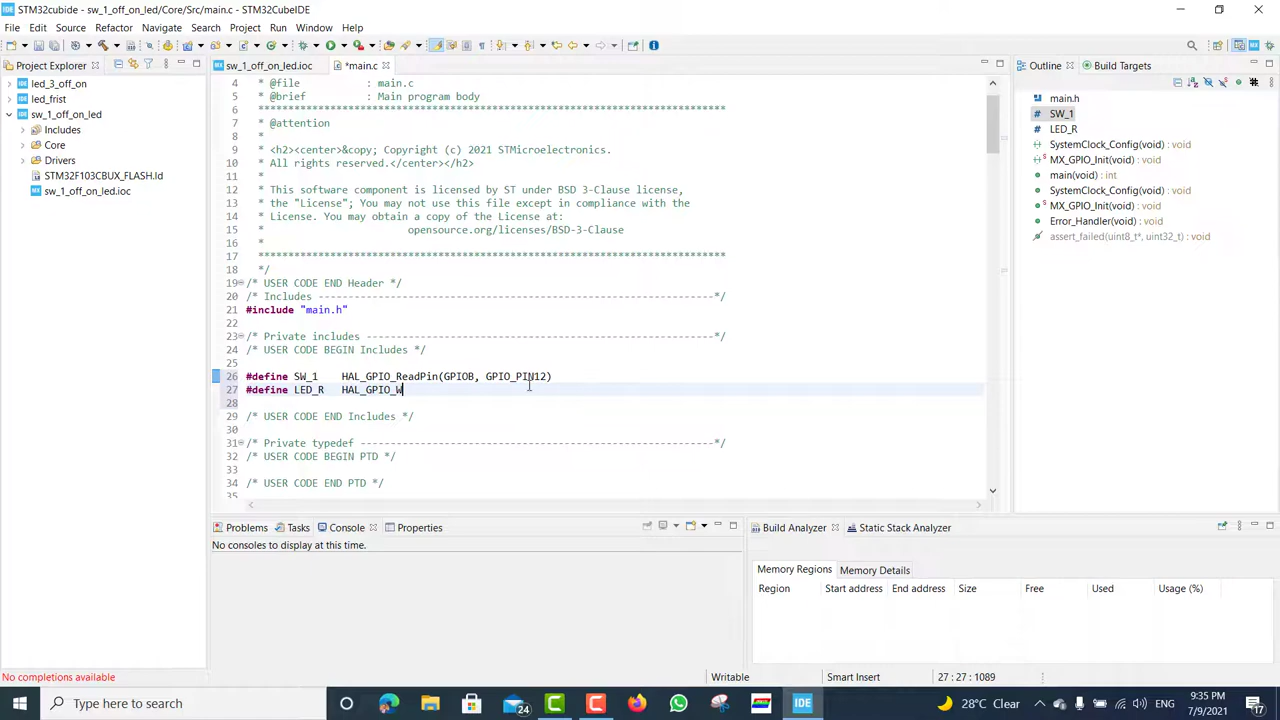 STM32cubide - sw_1_off_on_led/Core/Src/main.c - STM32CubeIDE
File Edit Source Refactor Navigate Search Project Run Window Help
Project Explorer
sw_1_off_on_led.ioc
*main.c
Outline
Build Targets
led_3_off_on
led_frist
sw_1_off_on_led
Includes
Core
Drivers
STM32F103CBUX_FLASH.ld
sw_1_off_on_led.ioc
4 * @file : main.c
5 * @brief : Main program body
6 ******************************************************************************
7 * @attention
8 *
9 * <h2><center>&copy; Copyright (c) 2021 STMicroelectronics.
10 * All rights reserved.</center></h2>
11 *
12 * This software component is licensed by ST under BSD 3-Clause license,
13 * the "License"; You may not use this file except in compliance with the
14 * License. You may obtain a copy of the License at:
15 * opensource.org/licenses/BSD-3-Clause
16 *
17 ******************************************************************************
18 */
19 /* USER CODE END Header */
20 /* Includes ------------------------------------------------------------------*/
21 #include "main.h"
22
23 /* Private includes ----------------------------------------------------------*/
24 /* USER CODE BEGIN Includes */
25
26 #define SW_1 HAL_GPIO_ReadPin(GPIOB, GPIO_PIN12)
27 #define LED_R HAL_GPIO_W
28
29 /* USER CODE END Includes */
30
31 /* Private typedef -----------------------------------------------------------*/
32 /* USER CODE BEGIN PTD */
33
34 /* USER CODE END PTD */
35
main.h
SW_1
LED_R
SystemClock_Config(void) : void
MX_GPIO_Init(void) : void
main(void) : int
SystemClock_Config(void) : void
MX_GPIO_Init(void) : void
Error_Handler(void) : void
assert_failed(uint8_t*, uint32_t) : void
Problems Tasks Console Properties
No consoles to display at this time.
Build Analyzer Static Stack Analyzer
Memory Regions Memory Details
Region Start address End address Size Free Used Usage (%)
No completions available
Writable
Smart Insert
27 : 27 : 1089
Type here to search
24
MX
IDE
28°C Clear
ENG
9:35 PM
7/9/2021
17